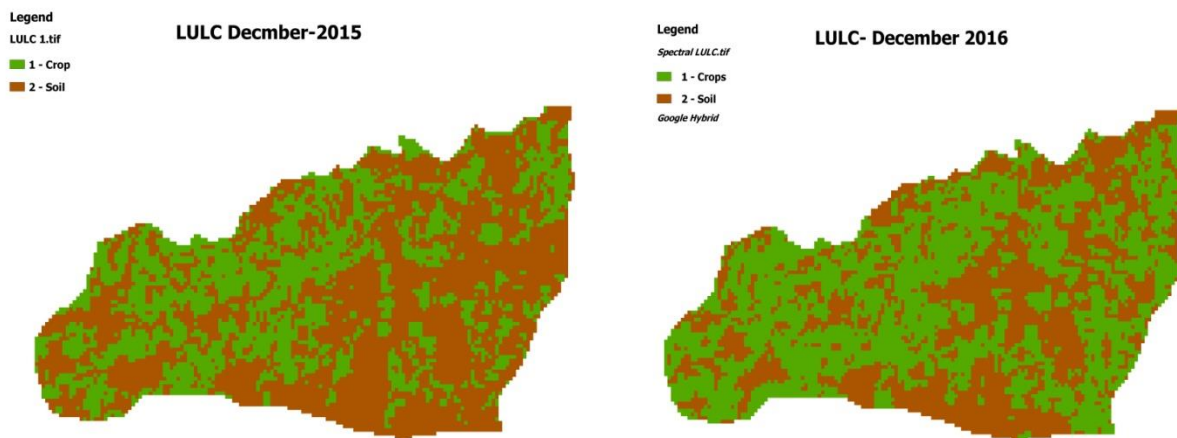 Legend
LULC 1.tif
1 - Crop
2 - Soil
LULC Decmber-2015
Legend
Spectral LULC.tif
1 - Crops
2 - Soil
Google Hybrid
LULC- December 2016